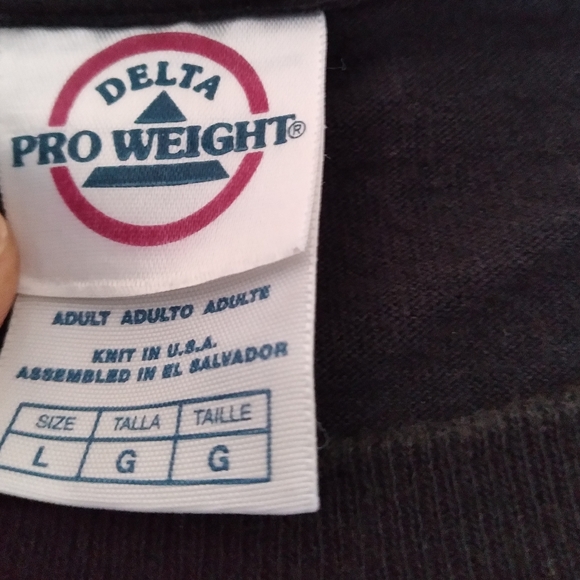 DELTA
PRO WEIGHT®
ADULT ADULTO ADULTE
KNIT IN U.S.A.
ASSEMBLED IN EL SALVADOR
SIZE TALLA TAILLE
L G G